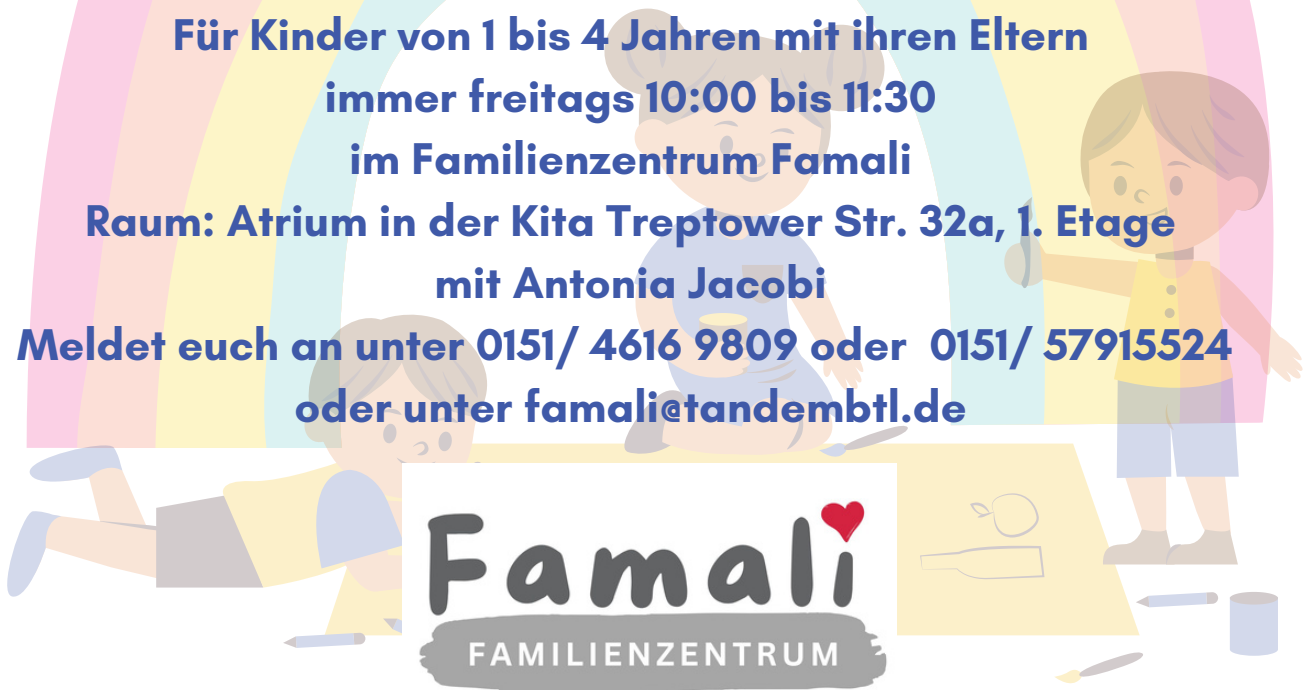 Für Kinder von 1 bis 4 Jahren mit ihren Eltern
immer freitags 10:00 bis 11:30
im Familienzentrum Famali
Raum: Atrium in der Kita Treptower Str. 32a, 1. Etage
mit Antonia Jacobi
Meldet euch an unter 0151/ 4616 9809 oder 0151/ 57915524
oder unter famali@tandembtl.de
Famali
FAMILIENZENTRUM